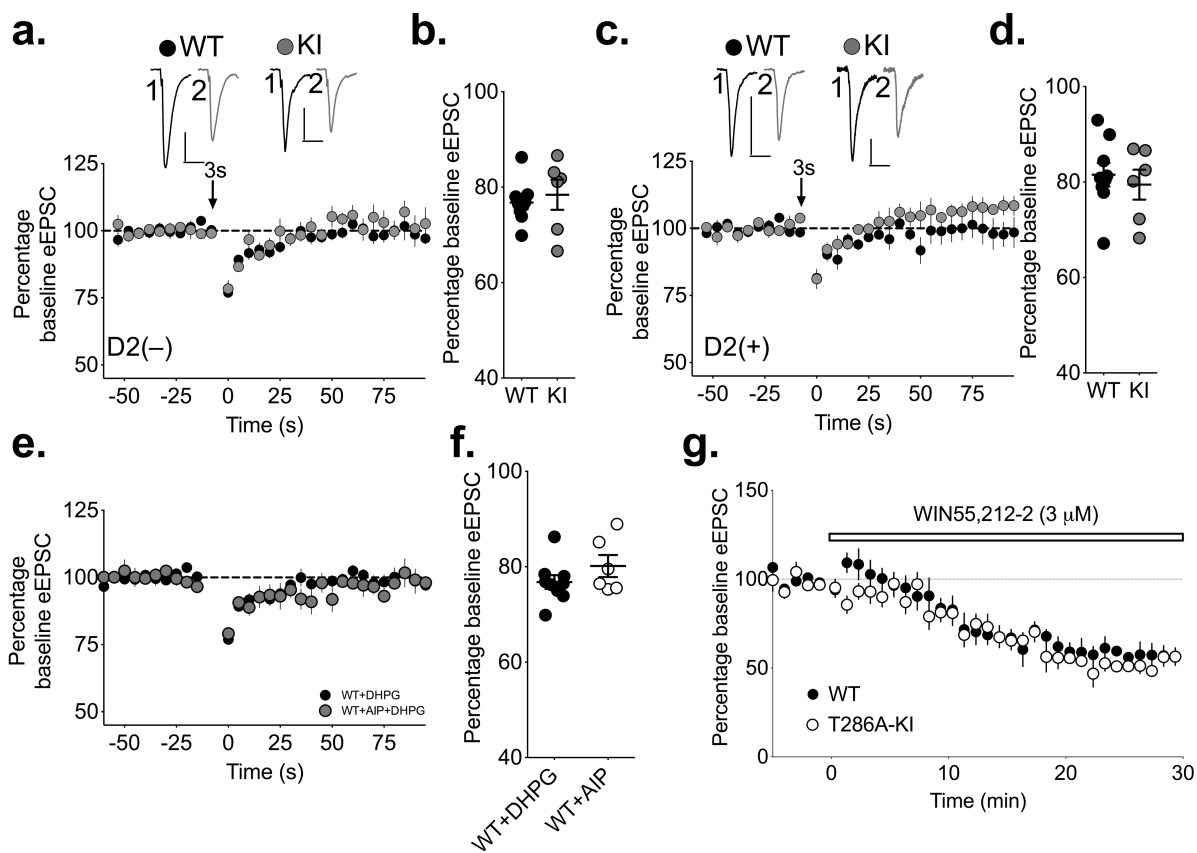 a.
WT
KI
1
2
1
2
3s
Percentage
baseline eEPSC
125
100
75
50
D2(–)
-50
-25
0
25
50
75
Time (s)
b.
Percentage baseline eEPSC
100
80
60
40
WT
KI
c.
WT
KI
1
2
1
2
3s
Percentage
baseline eEPSC
125
100
75
50
D2(+)
-50
-25
0
25
50
75
Time (s)
d.
Percentage baseline eEPSC
100
80
60
40
WT
KI
e.
Percentage
baseline eEPSC
125
100
75
50
WT+DHPG
WT+AIP+DHPG
-50
-25
0
25
50
75
Time (s)
f.
Percentage baseline eEPSC
100
80
60
40
WT+DHPG
WT+AIP
g.
Percentage baseline eEPSC
150
100
50
0
WIN55,212-2 (3 μM)
WT
T286A-KI
0
10
20
30
Time (min)